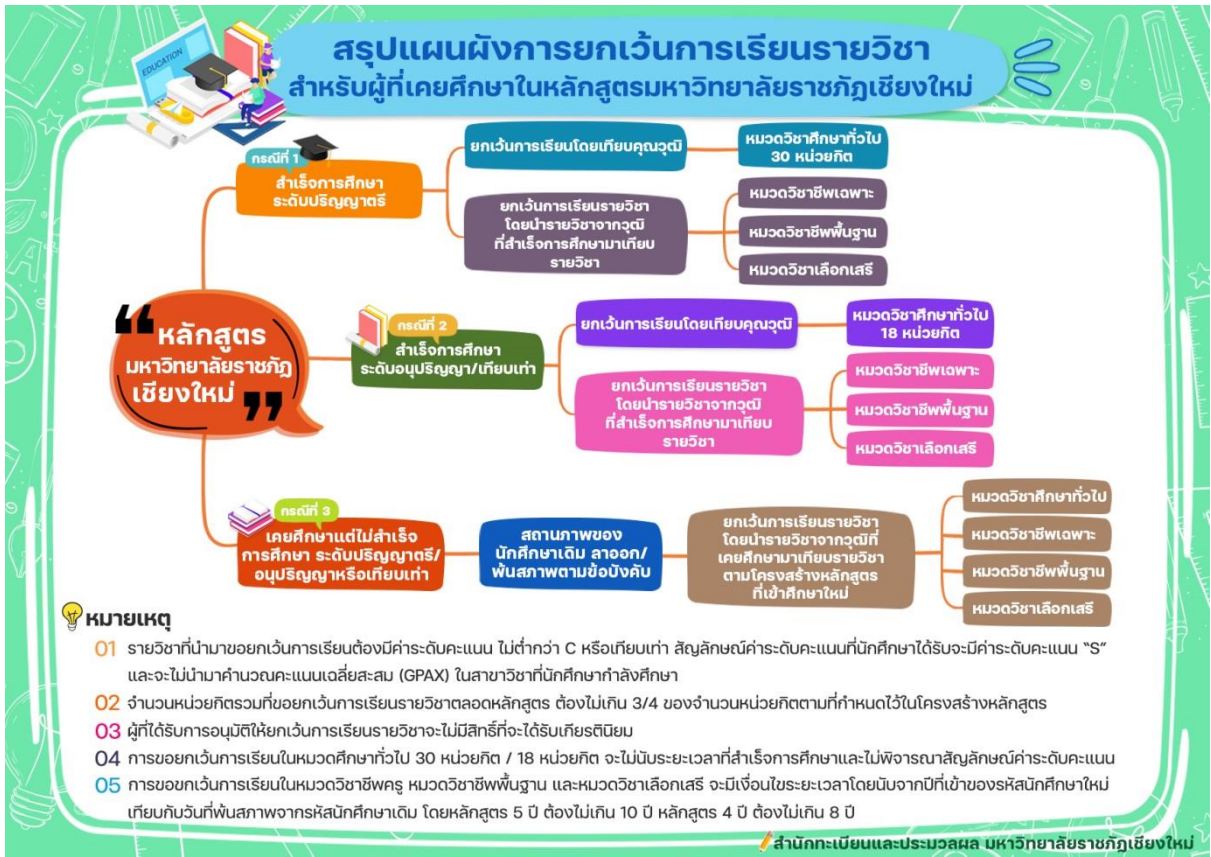 EDUCATION
สรุปแผนผังการยกเว้นการเรียนรายวิชา
สำหรับผู้ที่เคยศึกษาในหลักสูตรมหาวิทยาลัยราชภัฏเชียงใหม่
“หลักสูตร
มหาวิทยาลัยราชภัฏ
เชียงใหม่”
กรณีที่ 1
สำเร็จการศึกษา
ระดับปริญญาตรี
ยกเว้นการเรียนโดยเทียบคุณวุฒิ
หมวดวิชาศึกษาทั่วไป
30 หน่วยกิต
ยกเว้นการเรียนรายวิชา
โดยนำรายวิชาจากวุฒิ
ที่สำเร็จการศึกษามาเทียบ
รายวิชา
หมวดวิชาชีพเฉพาะ
หมวดวิชาชีพพื้นฐาน
หมวดวิชาเลือกเสรี
กรณีที่ 2
สำเร็จการศึกษา
ระดับอนุปริญญา/เทียบเท่า
ยกเว้นการเรียนโดยเทียบคุณวุฒิ
หมวดวิชาศึกษาทั่วไป
18 หน่วยกิต
ยกเว้นการเรียนรายวิชา
โดยนำรายวิชาจากวุฒิ
ที่สำเร็จการศึกษามาเทียบ
รายวิชา
หมวดวิชาชีพเฉพาะ
หมวดวิชาชีพพื้นฐาน
หมวดวิชาเลือกเสรี
กรณีที่ 3
เคยศึกษาแต่ไม่สำเร็จ
การศึกษา ระดับปริญญาตรี/
อนุปริญญาหรือเทียบเท่า
สถานภาพของ
นักศึกษาเดิม ลาออก/
พ้นสภาพตามข้อบังคับ
ยกเว้นการเรียนรายวิชา
โดยนำรายวิชาจากวุฒิที่
เคยศึกษามาเทียบรายวิชา
ตามโครงสร้างหลักสูตร
ที่เข้าศึกษาใหม่
หมวดวิชาศึกษาทั่วไป
หมวดวิชาชีพเฉพาะ
หมวดวิชาชีพพื้นฐาน
หมวดวิชาเลือกเสรี
หมายเหตุ
01 รายวิชาที่นำมาขอยกเว้นการเรียนต้องมีค่าระดับคะแนน ไม่ต่ำกว่า C หรือเทียบเท่า สัญลักษณ์ค่าระดับคะแนนที่นักศึกษาได้รับจะมีค่าระดับคะแนน “S”
และจะไม่นำมาคำนวณคะแนนเฉลี่ยสะสม (GPAX) ในสาขาวิชาที่นักศึกษากำลังศึกษา
02 จำนวนหน่วยกิตรวมที่ขอยกเว้นการเรียนรายวิชาตลอดหลักสูตร ต้องไม่เกิน 3/4 ของจำนวนหน่วยกิตตามที่กำหนดไว้ในโครงสร้างหลักสูตร
03 ผู้ที่ได้รับการอนุมัติให้ยกเว้นการเรียนรายวิชาจะไม่มีสิทธิ์ที่จะได้รับเกียรตินิยม
04 การขอยกเว้นการเรียนในหมวดศึกษาทั่วไป 30 หน่วยกิต / 18 หน่วยกิต จะไม่นับระยะเวลาที่สำเร็จการศึกษาและไม่พิจารณาสัญลักษณ์ค่าระดับคะแนน
05 การขอยกเว้นการเรียนในหมวดวิชาชีพครู หมวดวิชาชีพพื้นฐาน และหมวดวิชาเลือกเสรี จะมีเงื่อนไขระยะเวลาโดยนับจากปีที่เข้าของรหัสนักศึกษาใหม่
เทียบกับวันที่พ้นสภาพจากรหัสนักศึกษาเดิม โดยหลักสูตร 5 ปี ต้องไม่เกิน 10 ปี หลักสูตร 4 ปี ต้องไม่เกิน 8 ปี
สำนักทะเบียนและประมวลผล มหาวิทยาลัยราชภัฏเชียงใหม่